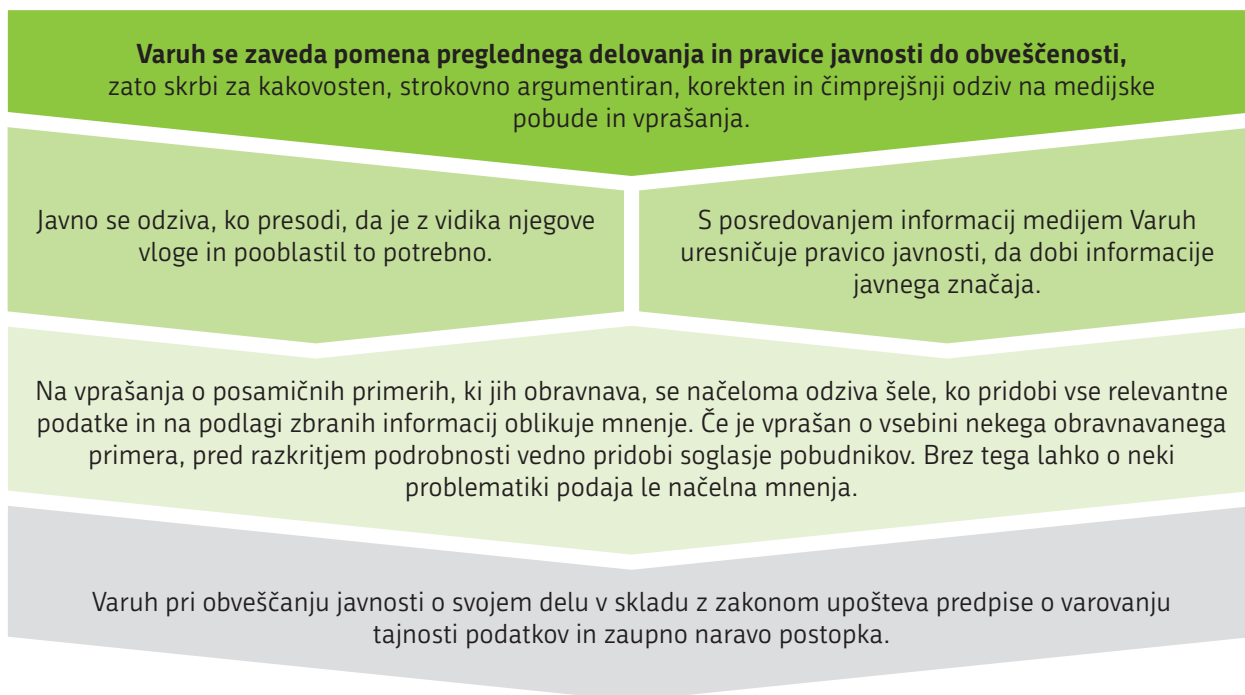 Varuh se zaveda pomena preglednega delovanja in pravice javnosti do obveščenosti,
zato skrbi za kakovosten, strokovno argumentiran, korekten in čimprejšnji odziv na medijske
pobude in vprašanja.
Javno se odziva, ko presodi, da je z vidika njegove
vloge in pooblastil to potrebno.
S posredovanjem informacij medijem Varuh
uresničuje pravico javnosti, da dobi informacije
javnega značaja.
Na vprašanja o posamičnih primerih, ki jih obravnava, se načeloma odziva šele, ko pridobi vse relevantne
podatke in na podlagi zbranih informacij oblikuje mnenje. Če je vprašan o vsebini nekega obravnavanega
primera, pred razkritjem podrobnosti vedno pridobi soglasje pobudnikov. Brez tega lahko o neki
problematiki podaja le načelna mnenja.
Varuh pri obveščanju javnosti o svojem delu v skladu z zakonom upošteva predpise o varovanju
tajnosti podatkov in zaupno naravo postopka.